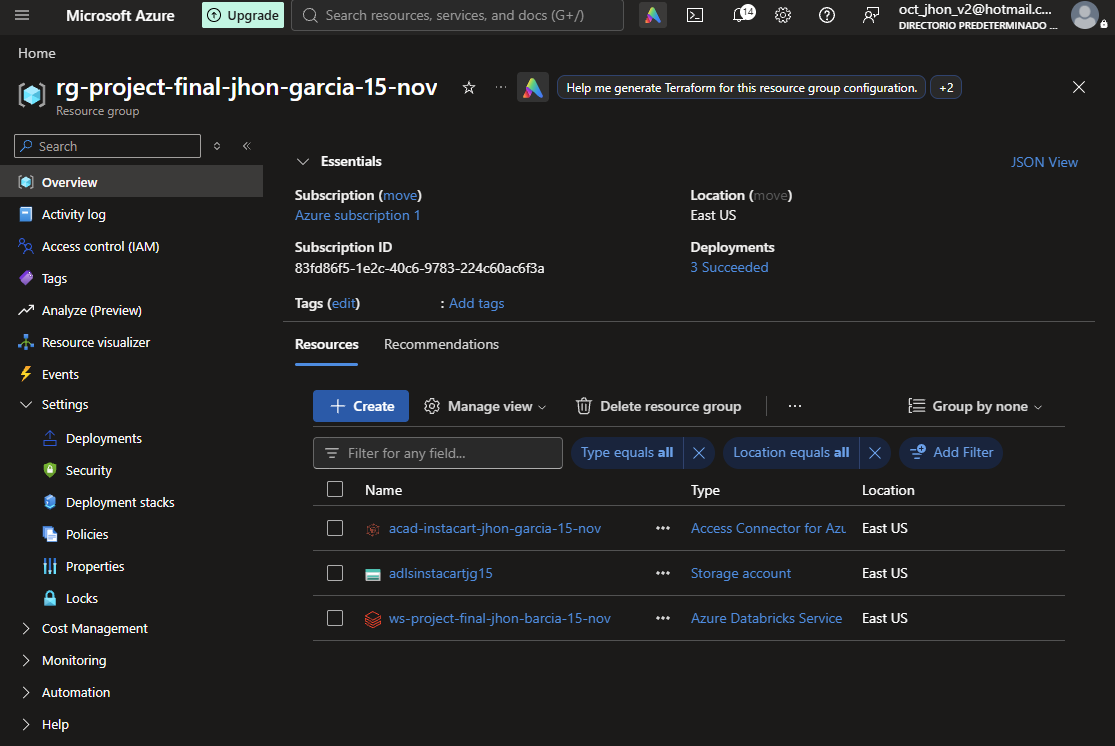 Microsoft Azure
Upgrade
Search resources, services, and docs (G+/)
14
oct_jhon_v2@hotmail.c...
DIRECTORIO PREDETERMINADO ...
Home
rg-project-final-jhon-garcia-15-nov
Resource group
Help me generate Terraform for this resource group configuration.
+2
Search
Overview
Activity log
Access control (IAM)
Tags
Analyze (Preview)
Resource visualizer
Events
Settings
Deployments
Security
Deployment stacks
Policies
Properties
Locks
Cost Management
Monitoring
Automation
Help
Essentials
JSON View
Subscription (move)
Azure subscription 1
Location (move)
East US
Subscription ID
83fd86f5-1e2c-40c6-9783-224c60ac6f3a
Deployments
3 Succeeded
Tags (edit) : Add tags
Resources Recommendations
Create Manage view Delete resource group ... Group by none
Filter for any field... Type equals all Location equals all Add Filter
Name Type Location
acad-instacart-jhon-garcia-15-nov ... Access Connector for Azu East US
adlsinstacartjg15 ... Storage account East US
ws-project-final-jhon-barcia-15-nov ... Azure Databricks Service East US